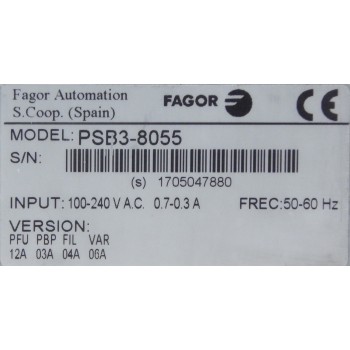 Fagor Automation
S.Coop. (Spain)
FAGOR
CE
MODEL: PSB3-8055
S/N:
(s) 1705047880
INPUT: 100-240 V A.C. 0.7-0.3 A FREC:50-60 Hz
VERSION:
PFU PBP FIL VAR
12A 03A 04A 06A